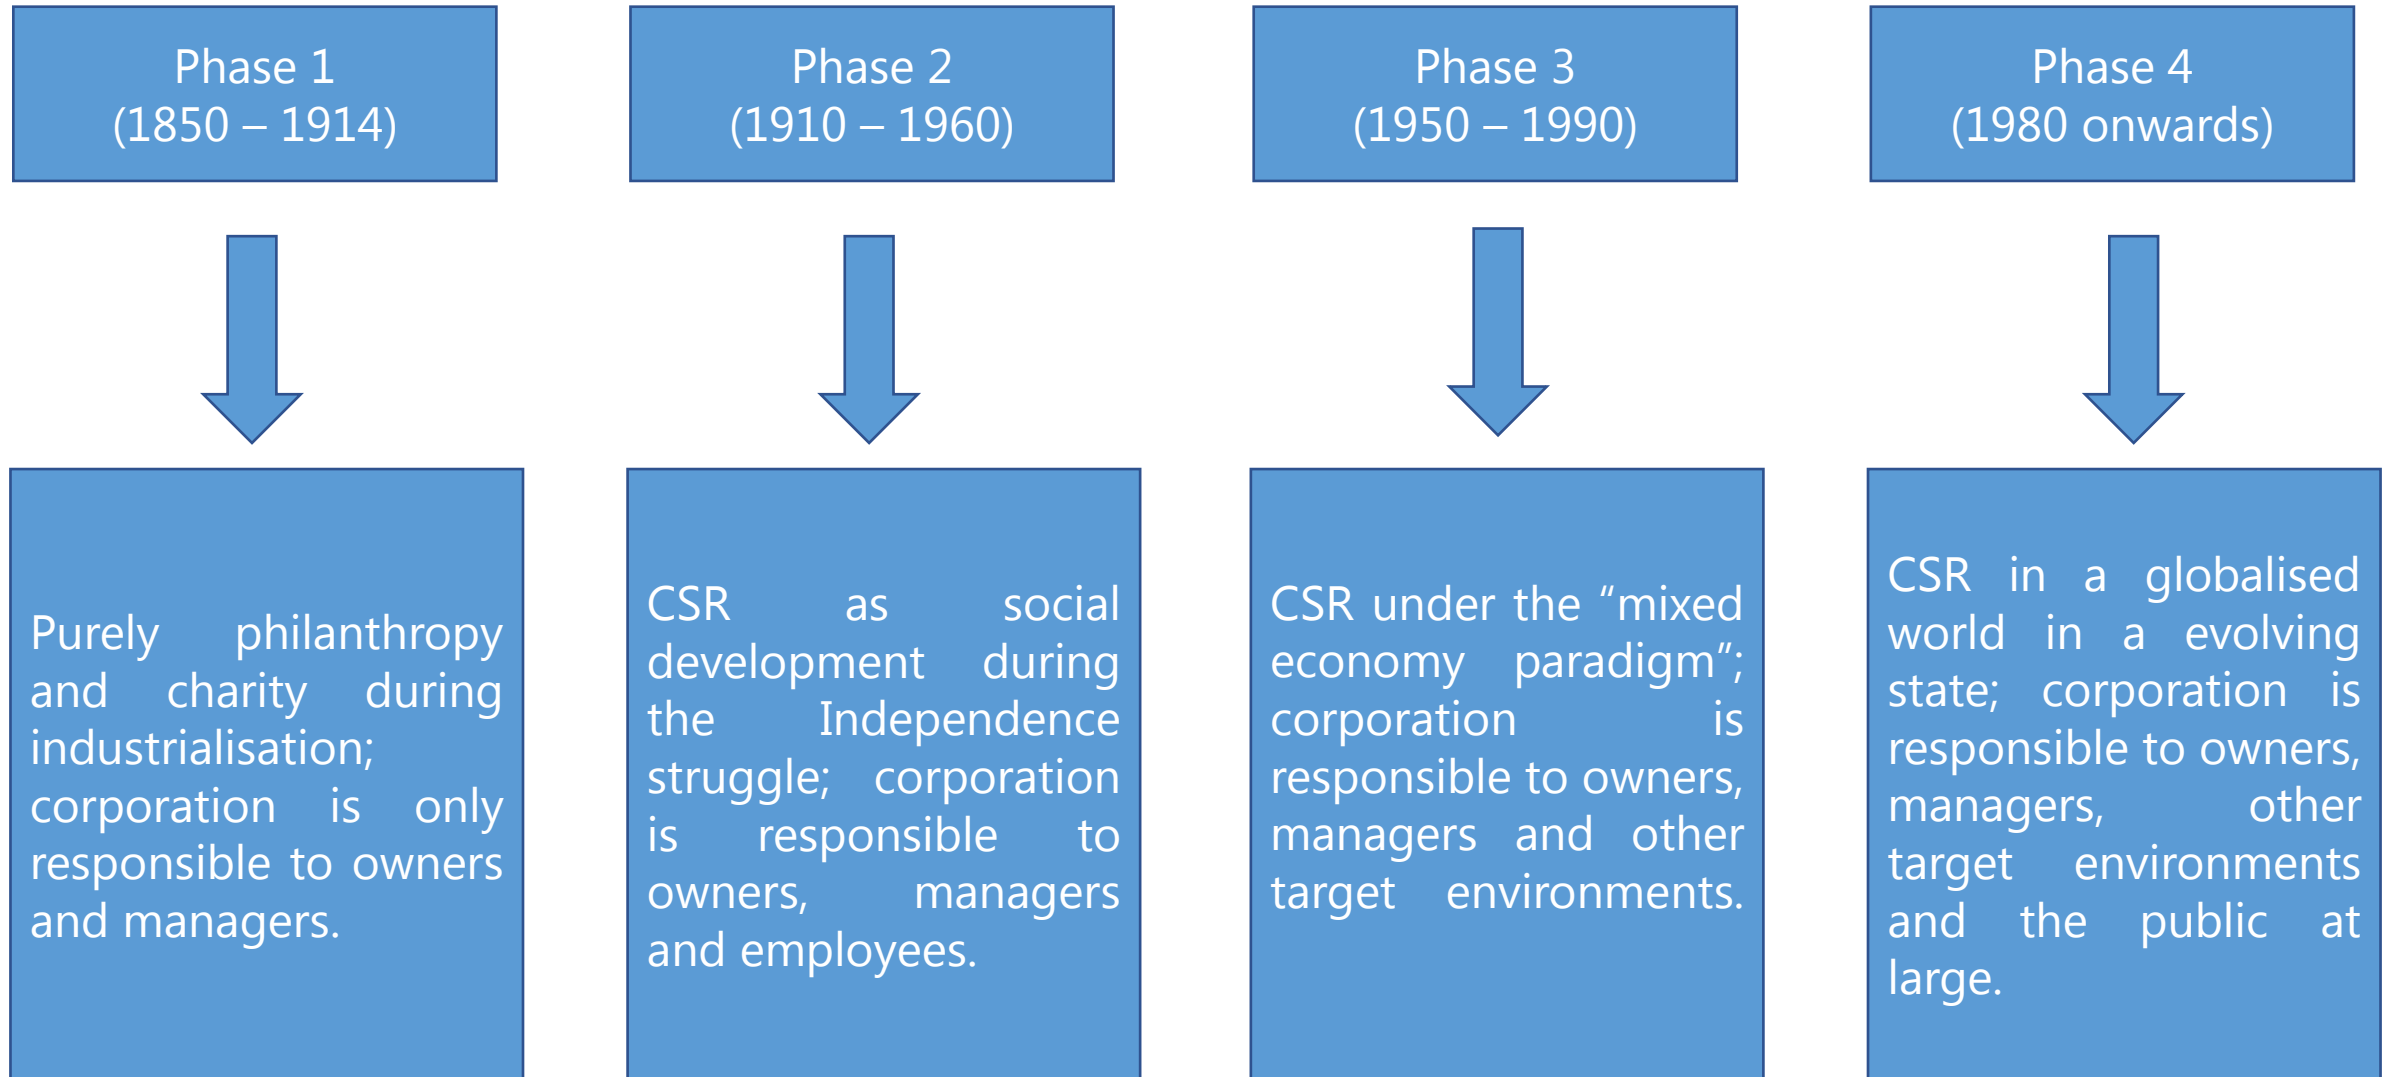 Phase 1
(1850 – 1914)
Phase 2
(1910 – 1960)
Phase 3
(1950 – 1990)
Phase 4
(1980 onwards)
Purely philanthropy
and charity during
industrialisation;
corporation is only
responsible to owners
and managers.
CSR as social
development during
the Independence
struggle; corporation
is responsible to
owners, managers
and employees.
CSR under the “mixed
economy paradigm”;
corporation is
responsible to owners,
managers and other
target environments.
CSR in a globalised
world in a evolving
state; corporation is
responsible to owners,
managers, other
target environments
and the public at
large.